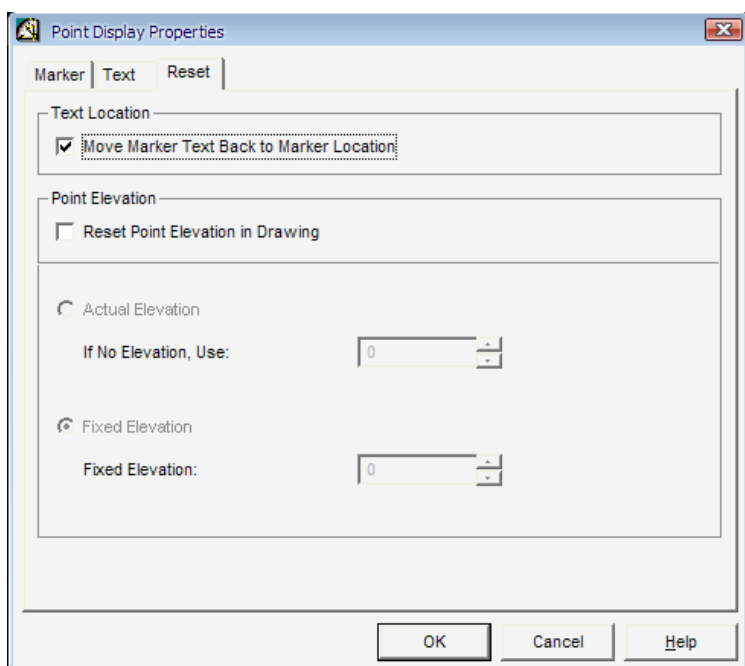 Point Display Properties
Marker Text Reset
Text Location
Move Marker Text Back to Marker Location
Point Elevation
Reset Point Elevation in Drawing
Actual Elevation
If No Elevation, Use: 0
Fixed Elevation
Fixed Elevation: 0
OK Cancel Help